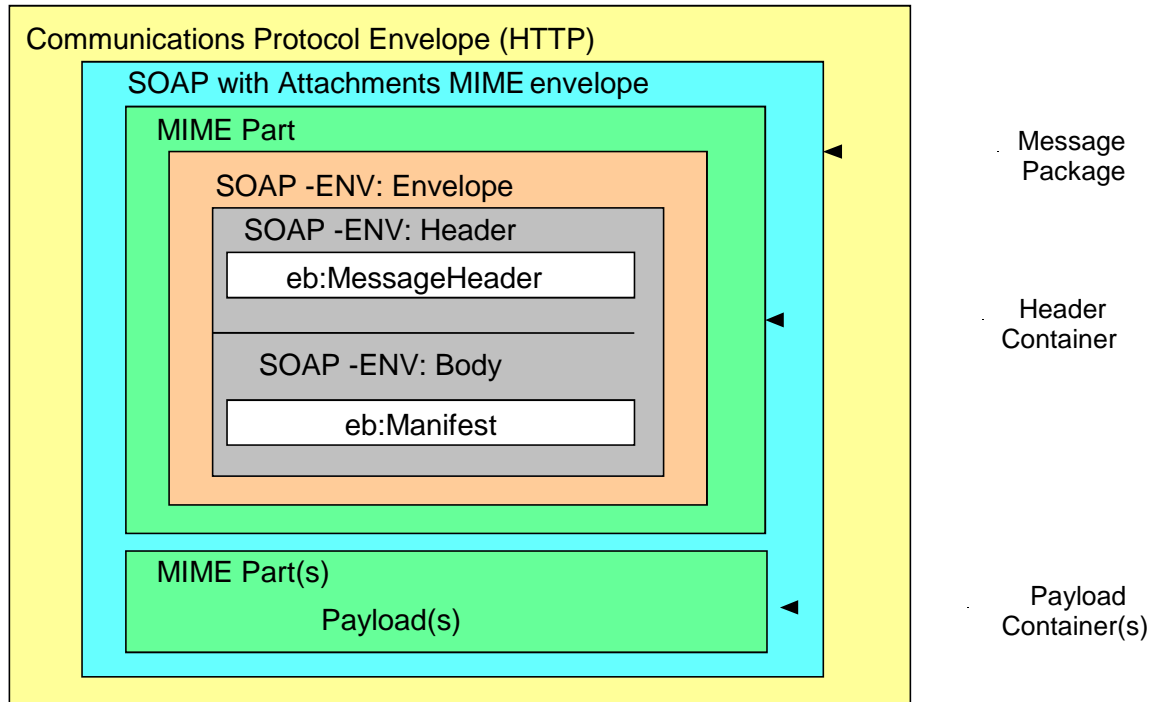 Communications Protocol Envelope (HTTP)
SOAP with Attachments MIME envelope
MIME Part
SOAP -ENV: Envelope
SOAP -ENV: Header
eb:MessageHeader
SOAP -ENV: Body
eb:Manifest
MIME Part(s)
Payload(s)
Message
Package
Header
Container
Payload
Container(s)